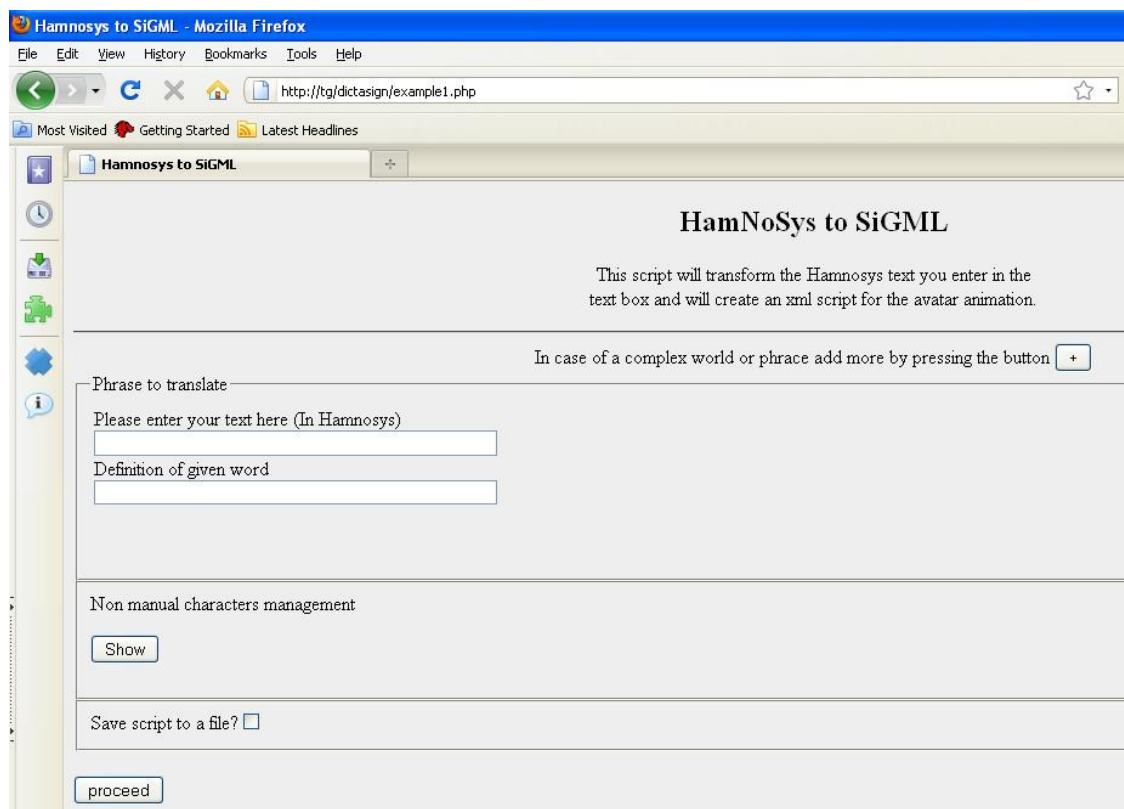 Hamnosys to SiGML - Mozilla Firefox
File Edit View History Bookmarks Tools Help
http://tg/dictasign/example1.php
Most Visited Getting Started Latest Headlines
Hamnosys to SiGML
HamNoSys to SiGML
This script will transform the Hamnosys text you enter in the
text box and will create an xml script for the avatar animation.
In case of a complex world or phrace add more by pressing the button +
Phrase to translate
Please enter your text here (In Hamnosys)
Definition of given word
Non manual characters management
Show
Save script to a file?
proceed